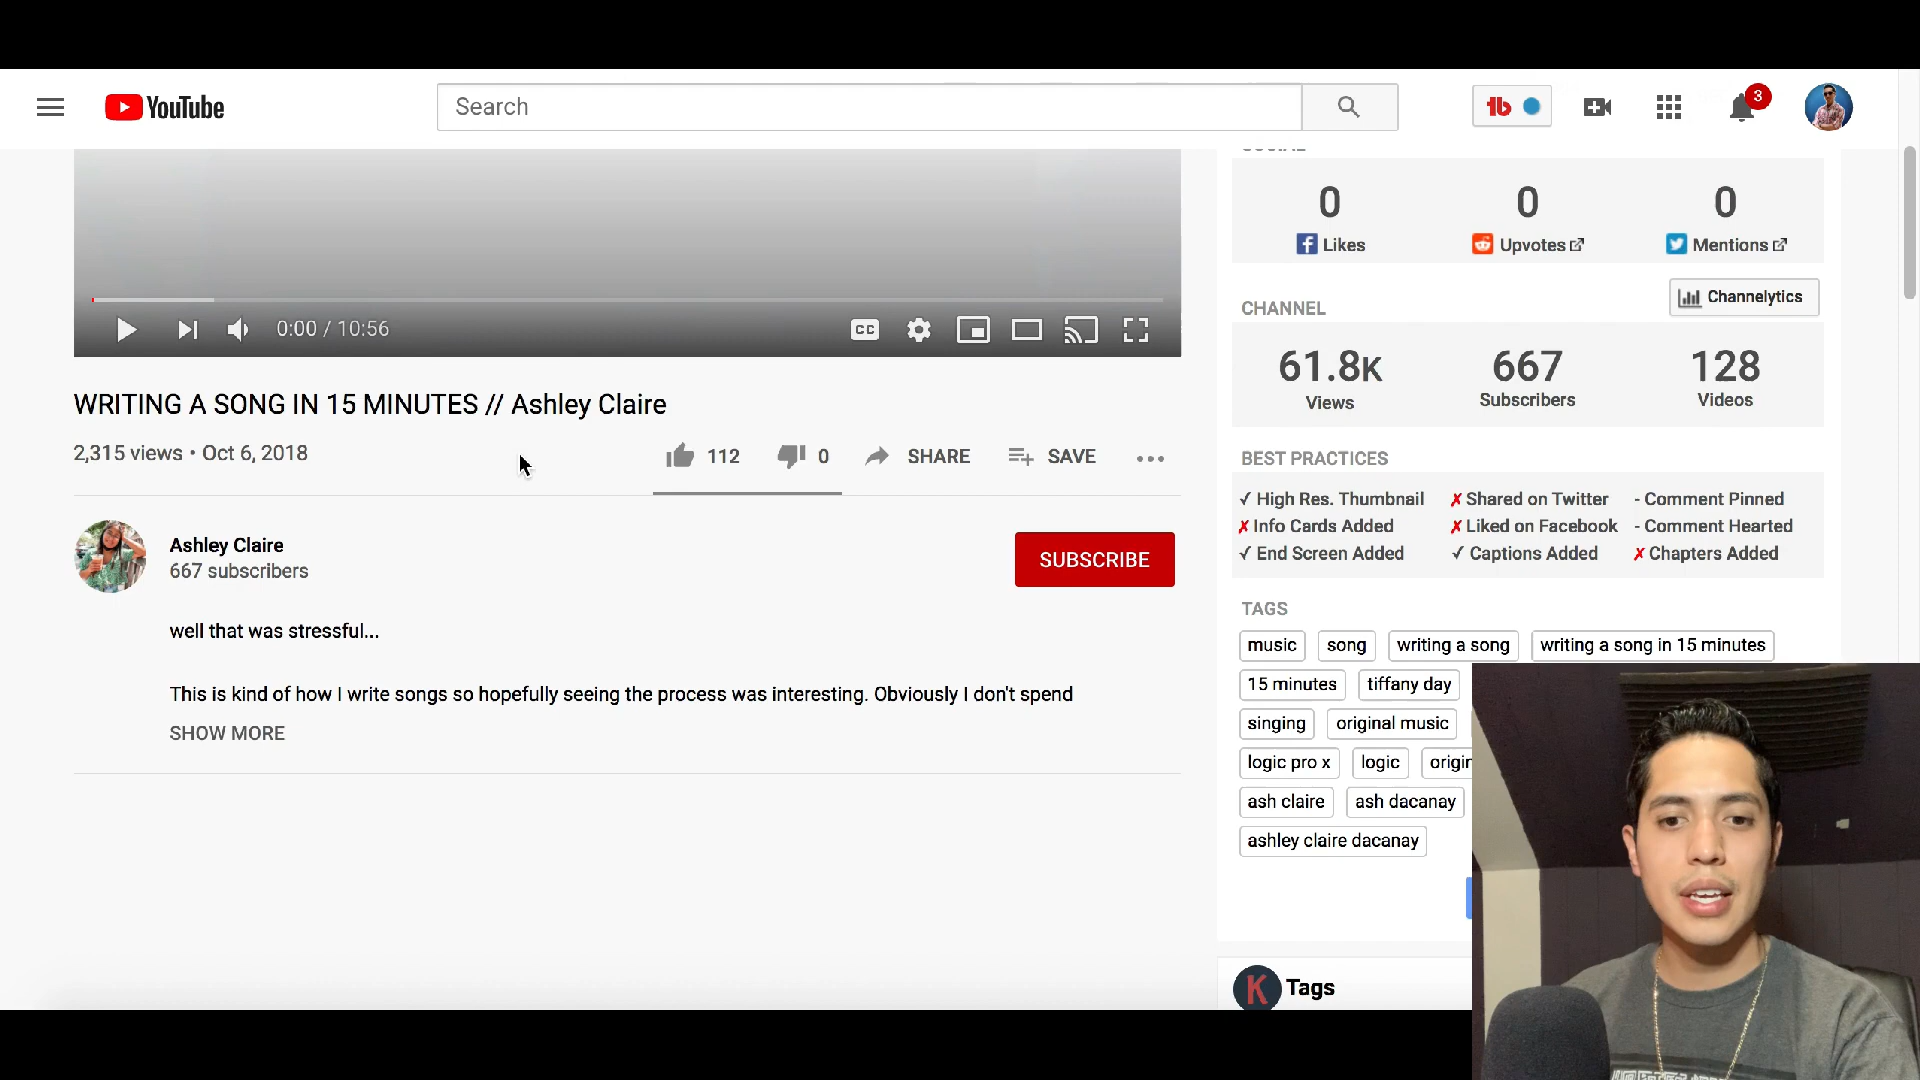 YouTube
Search
3
SOCIAL
0
0
0
Likes
Upvotes
Mentions
CHANNEL
Channelytics
61.8K
667
128
Views
Subscribers
Videos
0:00 / 10:56
CC
WRITING A SONG IN 15 MINUTES // Ashley Claire
2,315 views • Oct 6, 2018
112
0
SHARE
SAVE
Ashley Claire
667 subscribers
SUBSCRIBE
well that was stressful...
This is kind of how I write songs so hopefully seeing the process was interesting. Obviously I don't spend
SHOW MORE
BEST PRACTICES
✓ High Res. Thumbnail ✗ Shared on Twitter - Comment Pinned
✗ Info Cards Added ✗ Liked on Facebook - Comment Hearted
✓ End Screen Added ✓ Captions Added ✗ Chapters Added
TAGS
music song writing a song writing a song in 15 minutes
15 minutes tiffany day
singing original music
logic pro x logic origin
ash claire ash dacanay
ashley claire dacanay
K Tags